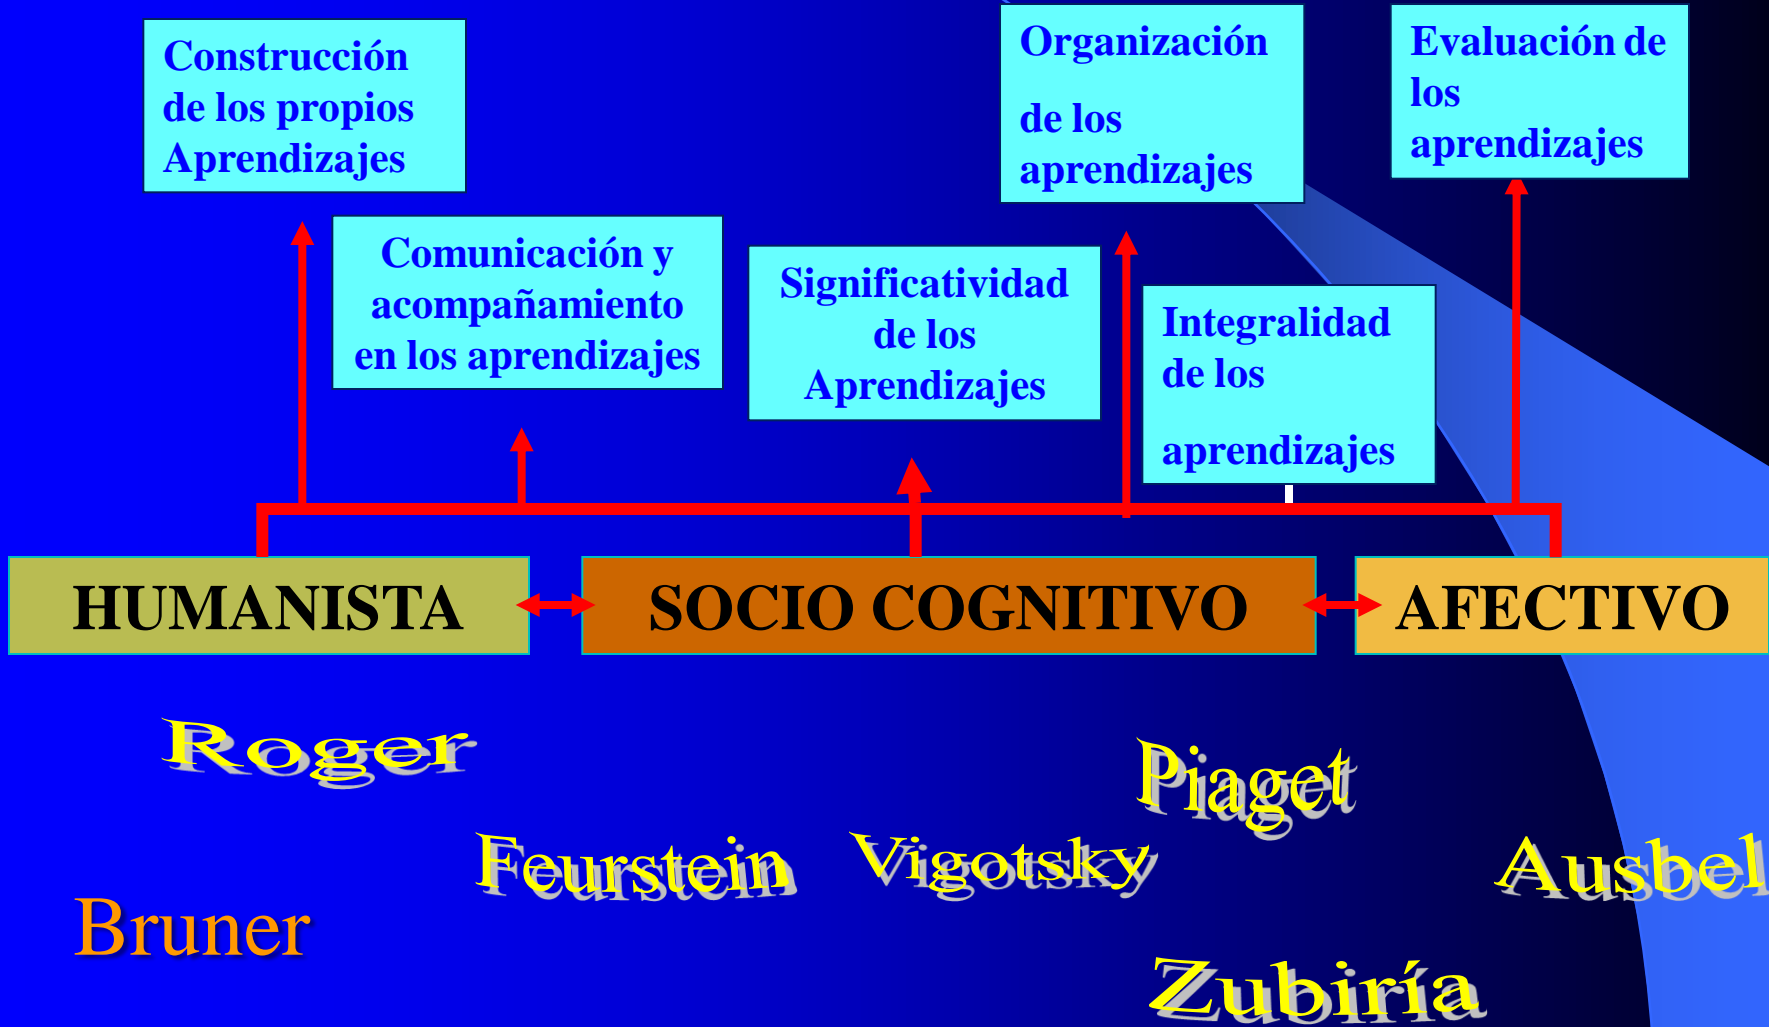 Construcción
de los propios
Aprendizajes
Organización
de los
aprendizajes
Evaluación de
los
aprendizajes
Comunicación y
acompañamiento
en los aprendizajes
Significatividad
de los
Aprendizajes
Integralidad
de los
aprendizajes
HUMANISTA
SOCIO COGNITIVO
AFECTIVO
Roger
Piaget
Feurstein
Vigotsky
Ausbel
Bruner
Zubiría